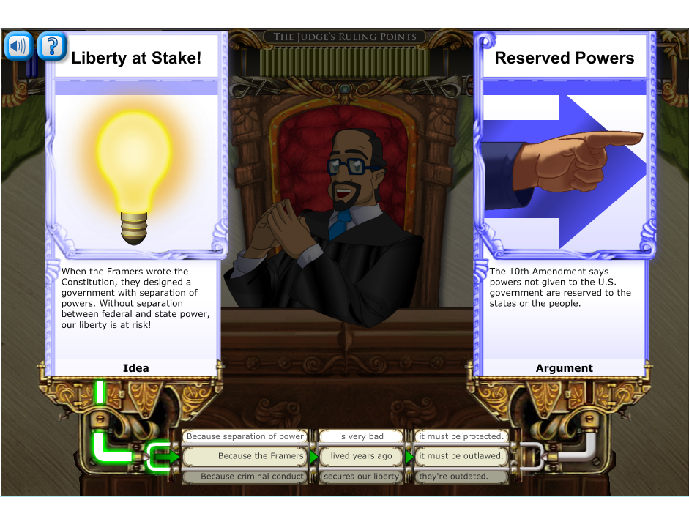 THE JUDGE'S RULING POINTS
?
Liberty at Stake!
When the Framers wrote the
Constitution, they designed a
government with separation of
powers. Without separation
between federal and state power,
our liberty is at risk!
Idea
Reserved Powers
The 10th Amendment says
powers not given to the U.S.
government are reserved to the
states or the people.
Argument
Because separation of power is very bad it must be protected.
Because the Framers lived years ago it must be outlawed.
Because criminal conduct secures our liberty they're outdated.